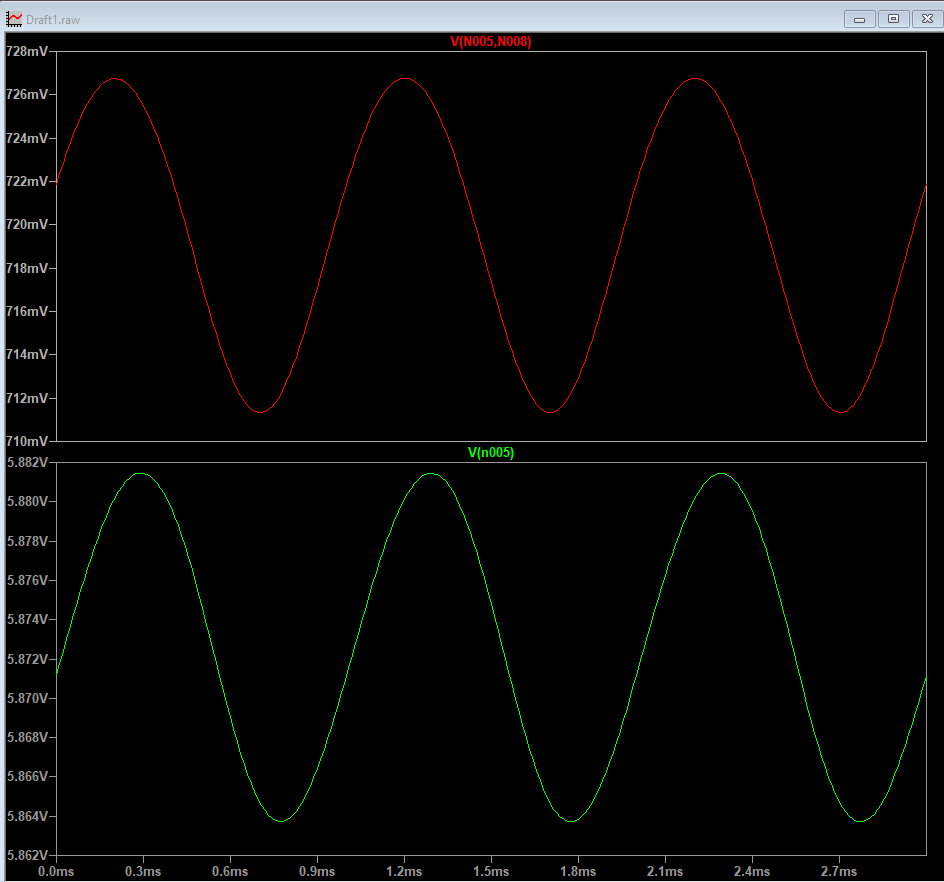 Draft1.raw
V(N005,N008)
728mV
726mV
724mV
722mV
720mV
718mV
716mV
714mV
712mV
710mV
V(n005)
5.882V
5.880V
5.878V
5.876V
5.874V
5.872V
5.870V
5.868V
5.866V
5.864V
5.862V
0.0ms 0.3ms 0.6ms 0.9ms 1.2ms 1.5ms 1.8ms 2.1ms 2.4ms 2.7ms